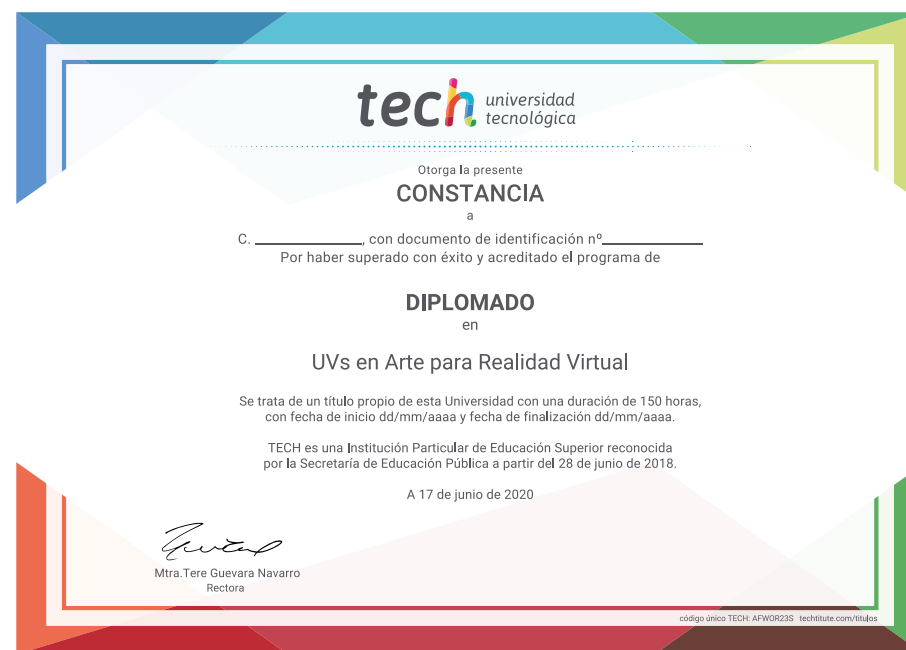 tech universidad
tecnológica
Otorga la presente
CONSTANCIA
a
C. ____________, con documento de identificación nº____________
Por haber superado con éxito y acreditado el programa de
DIPLOMADO
en
UVs en Arte para Realidad Virtual
Se trata de un título propio de esta Universidad con una duración de 150 horas,
con fecha de inicio dd/mm/aaaa y fecha de finalización dd/mm/aaaa.
TECH es una Institución Particular de Educación Superior reconocida
por la Secretaría de Educación Pública a partir del 28 de junio de 2018.
A 17 de junio de 2020
Mtra.Tere Guevara Navarro
Rectora
código único TECH: AFWOR23S techtitute.com/titulos